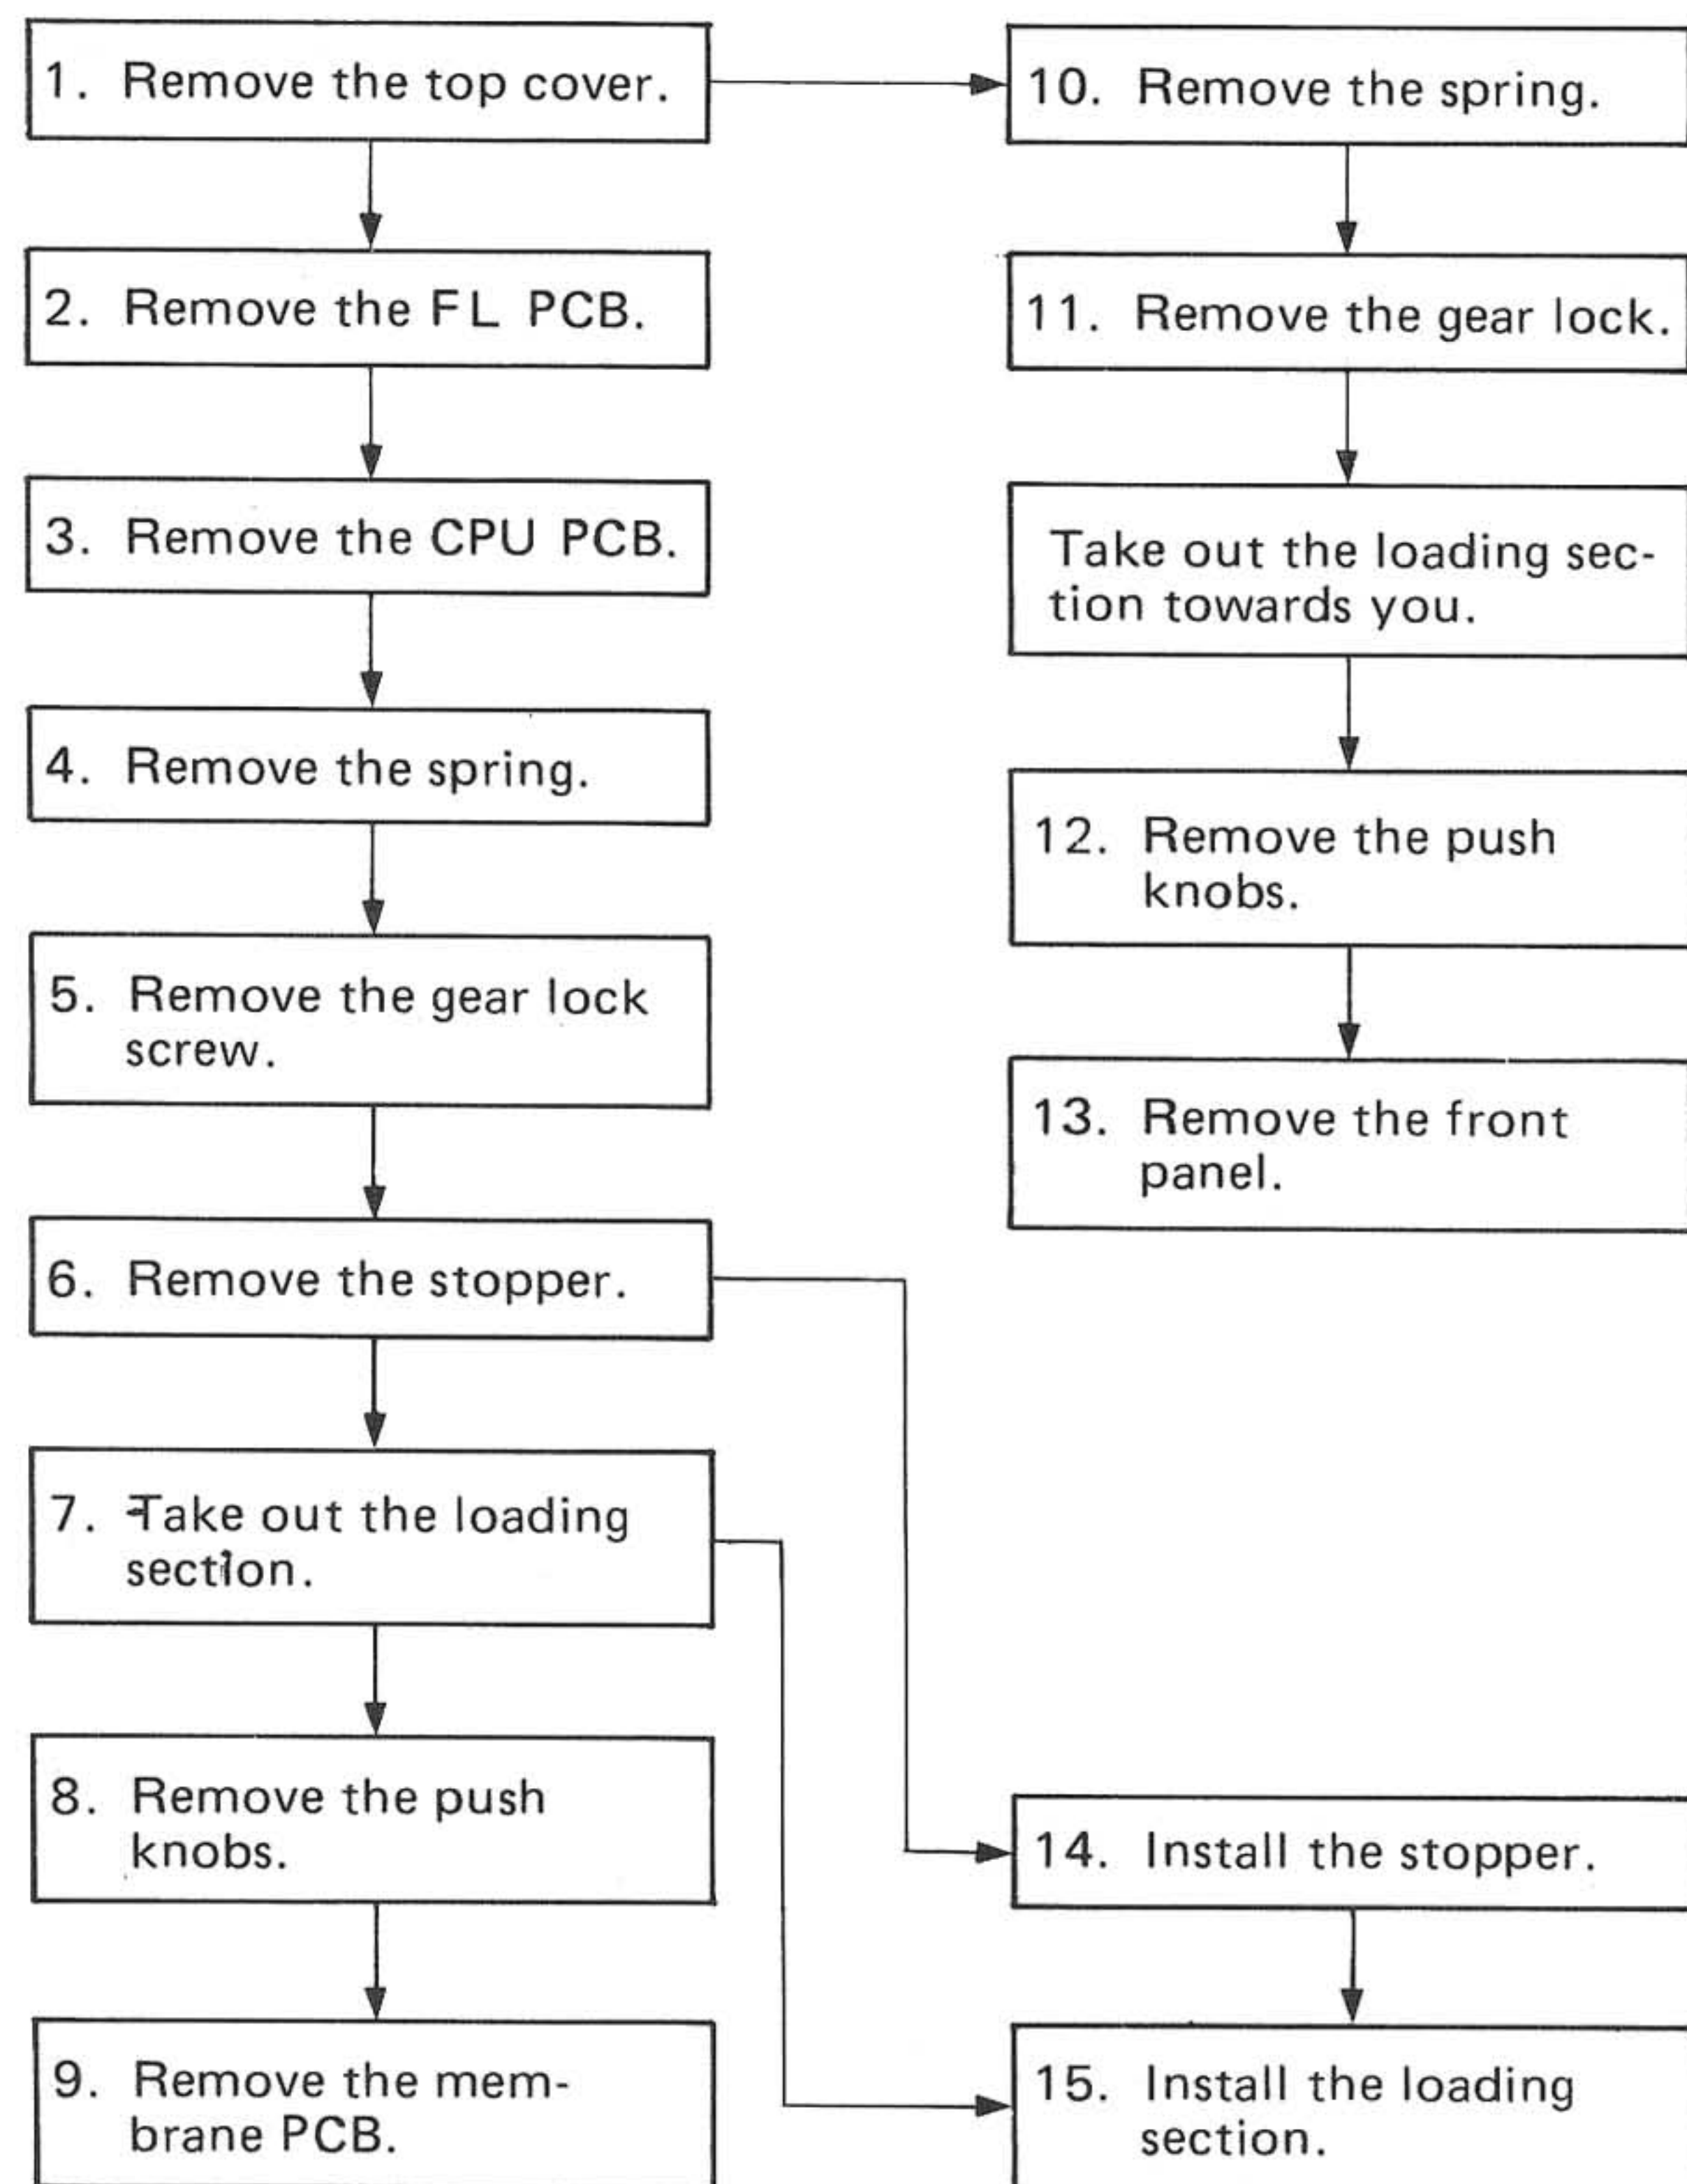 1. Remove the top cover.
2. Remove the FL PCB.
3. Remove the CPU PCB.
4. Remove the spring.
5. Remove the gear lock
screw.
6. Remove the stopper.
7. Take out the loading
section.
8. Remove the push
knobs.
9. Remove the mem-
brane PCB.
10. Remove the spring.
11. Remove the gear lock.
Take out the loading sec-
tion towards you.
12. Remove the push
knobs.
13. Remove the front
panel.
14. Install the stopper.
15. Install the loading
section.